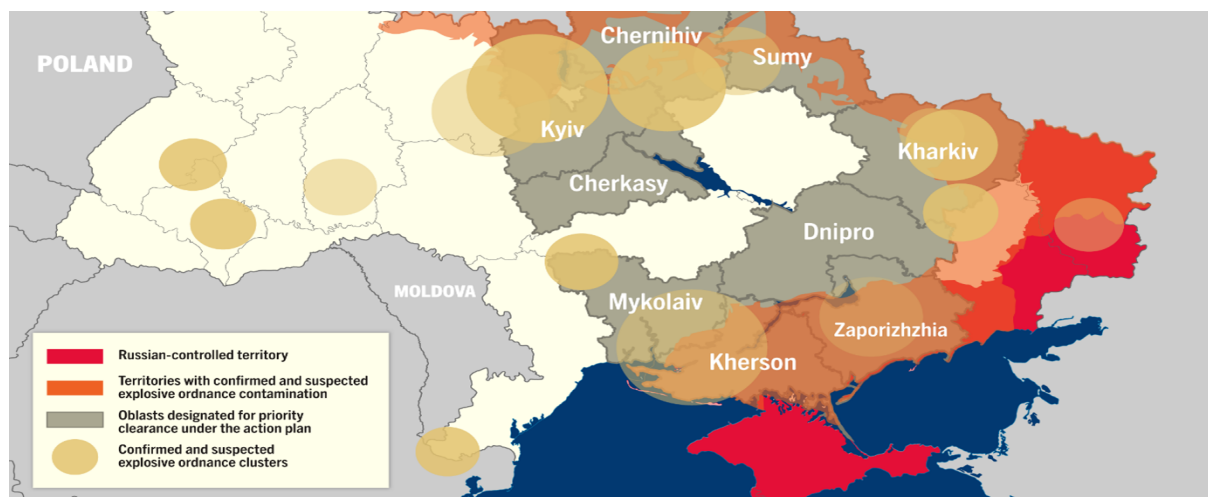 POLAND
Chernihiv
Sumy
Kyiv
Kharkiv
Cherkasy
Dnipro
MOLDOVA
Mykolaiv
Zaporizhzhia
Kherson
Russian-controlled territory
Territories with confirmed and suspected
explosive ordnance contamination
Oblasts designated for priority
clearance under the action plan
Confirmed and suspected
explosive ordnance clusters